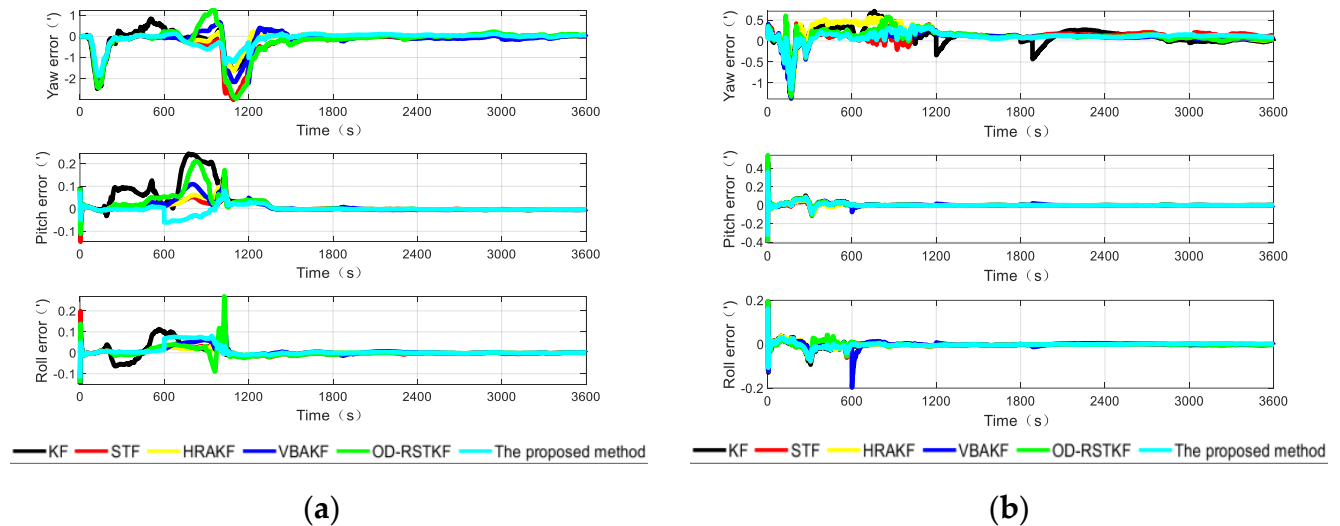 Yaw error (')
1
0
-1
-2
0 600 1200 1800 2400 3000 3600
Time (s)
Pitch error (')
0.2
0.1
0
-0.1
0 600 1200 1800 2400 3000 3600
Time (s)
Roll error (')
0.2
0.1
0
-0.1
0 600 1200 1800 2400 3000 3600
Time (s)
KF STF HRAKF VBAKF OD-RSTKF The proposed method
(a)
Yaw error (')
0.5
0
-0.5
-1
0 600 1200 1800 2400 3000 3600
Time (s)
Pitch error (')
0.4
0.2
0
-0.2
-0.4
0 600 1200 1800 2400 3000 3600
Time (s)
Roll error (')
0.2
0
-0.2
0 600 1200 1800 2400 3000 3600
Time (s)
KF STF HRAKF VBAKF OD-RSTKF The proposed method
(b)